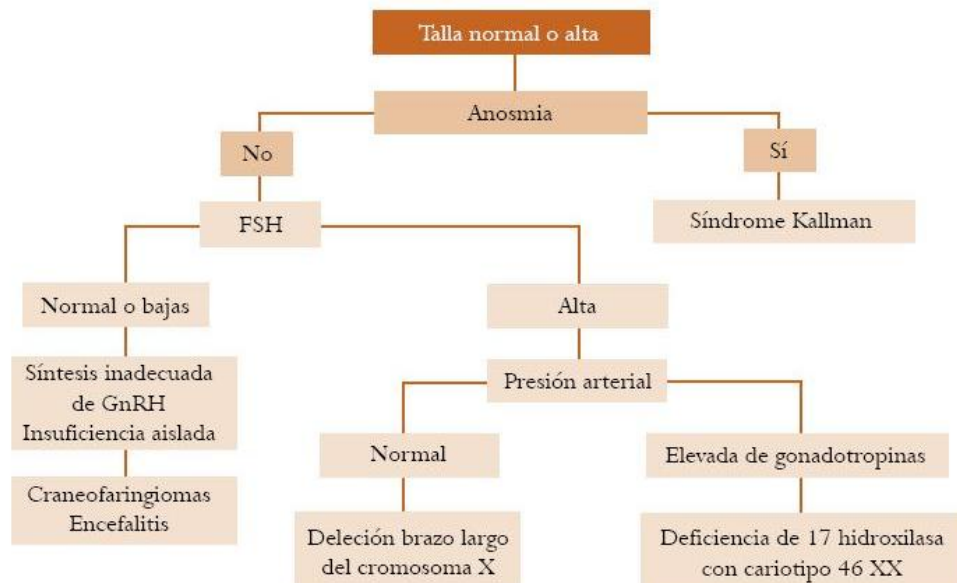 Talla normal o alta
Anosmia
No
Sí
FSH
Síndrome Kallman
Normal o bajas
Alta
Síntesis inadecuada
de GnRH
Insuficiencia aislada
Presión arterial
Normal
Elevada de gonadotropinas
Craneofaringiomas
Encefalitis
Deleción brazo largo
del cromosoma X
Deficiencia de 17 hidroxilasa
con cariotipo 46 XX